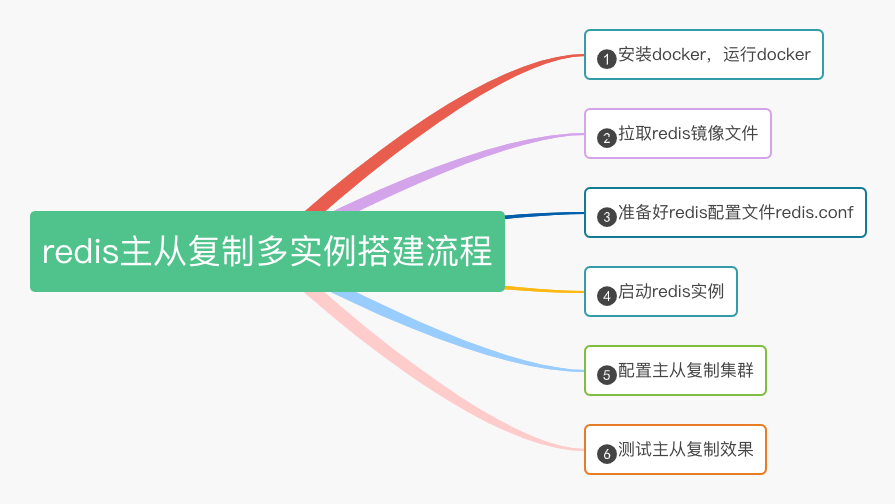 redis主从复制多实例搭建流程
1安装docker，运行docker
2拉取redis镜像文件
3准备好redis配置文件redis.conf
4启动redis实例
5配置主从复制集群
6测试主从复制效果